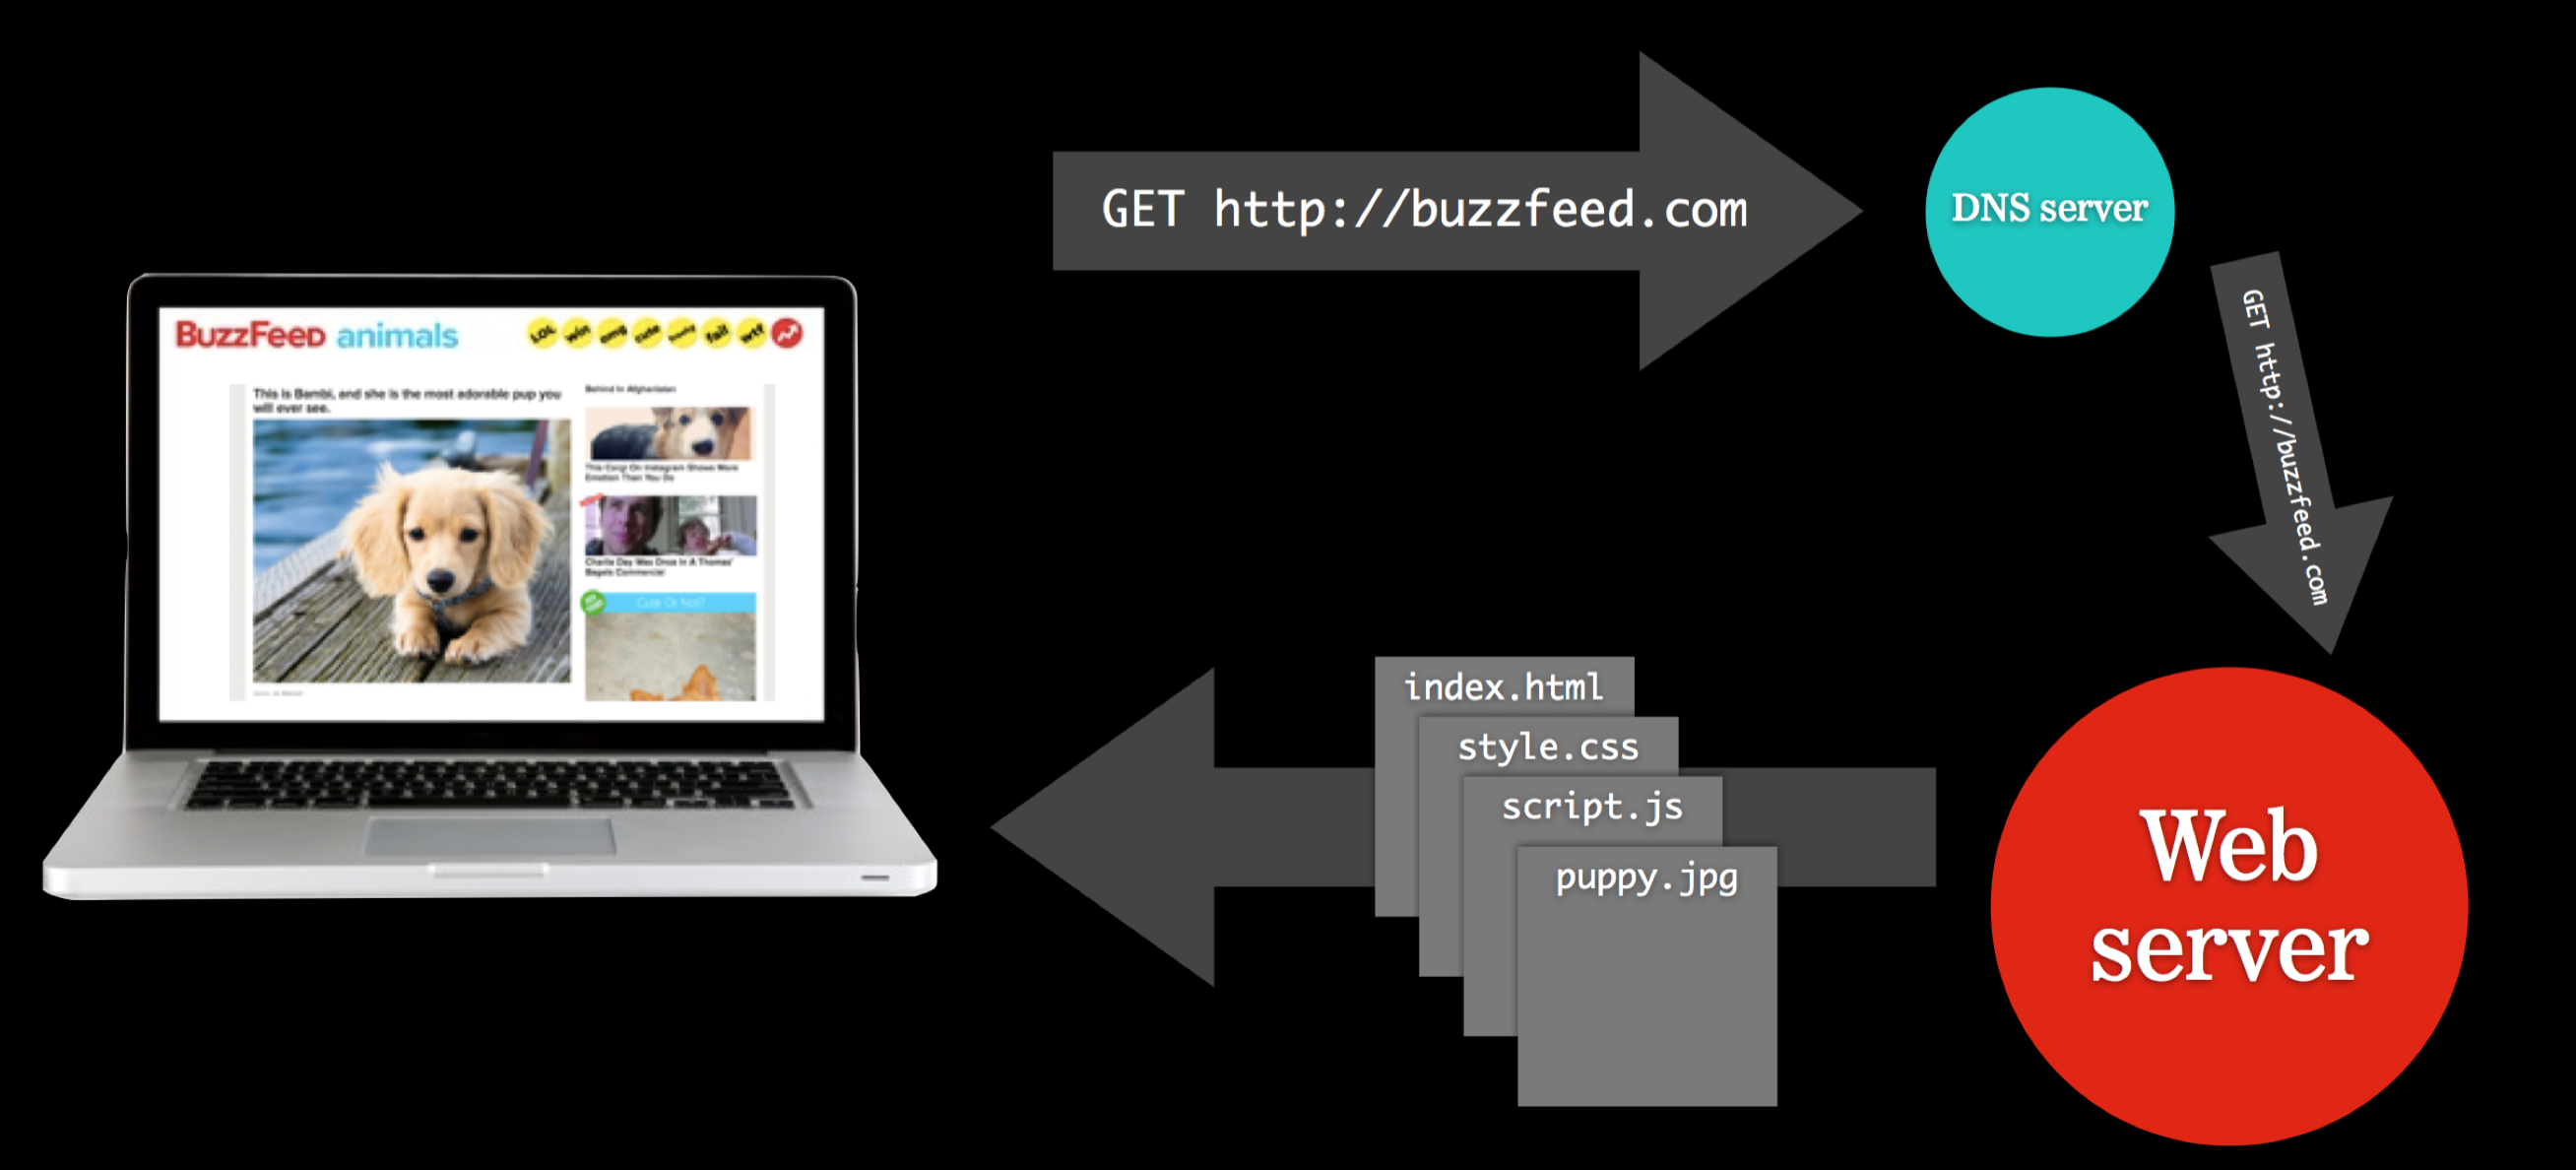 GET http://buzzfeed.com
DNS server
GET http://buzzfeed.com
BuzzFeed animals
LOL win omg cute fail wtf
This is Bambi, and she is the most adorable pup you
will ever see.
Behind In Afghanistan
This Corgi On Instagram Shows More
Emotion Than You Do
Charlie Day Was Once In A Thomas'
Bagels Commercial
Cute Or Not?
index.html
style.css
script.js
puppy.jpg
Web
server